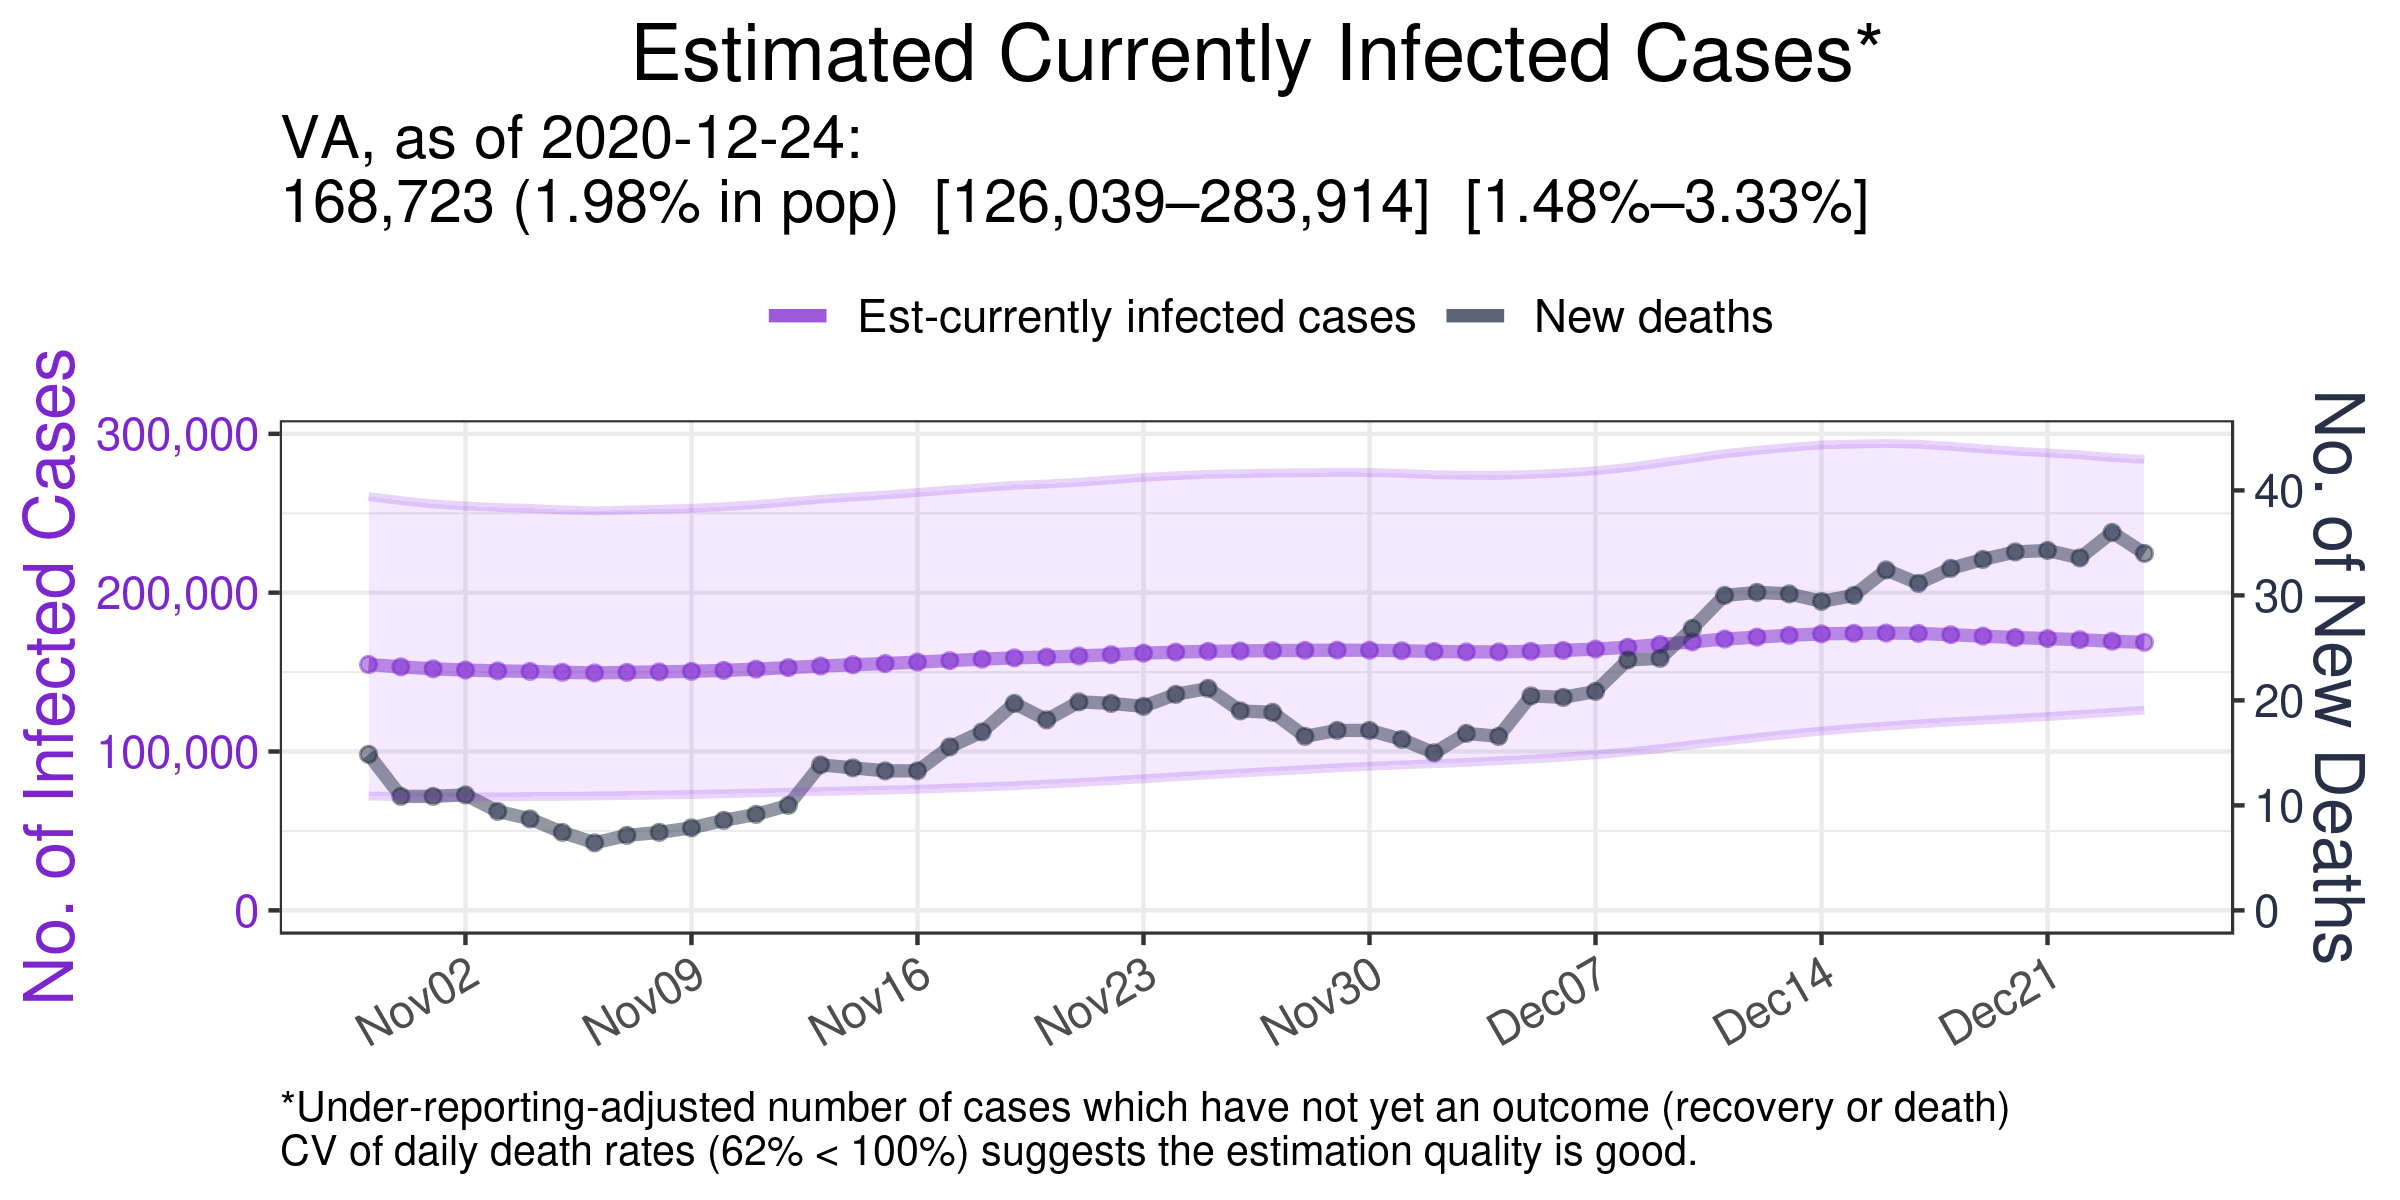 Estimated Currently Infected Cases*
VA, as of 2020-12-24:
168,723 (1.98% in pop)  [126,039–283,914]  [1.48%–3.33%]
Est-currently infected cases
New deaths
No. of Infected Cases
300,000
200,000
100,000
0
No. of New Deaths
40
30
20
10
0
Nov02
Nov09
Nov16
Nov23
Nov30
Dec07
Dec14
Dec21
*Under-reporting-adjusted number of cases which have not yet an outcome (recovery or death)
CV of daily death rates (62% < 100%) suggests the estimation quality is good.